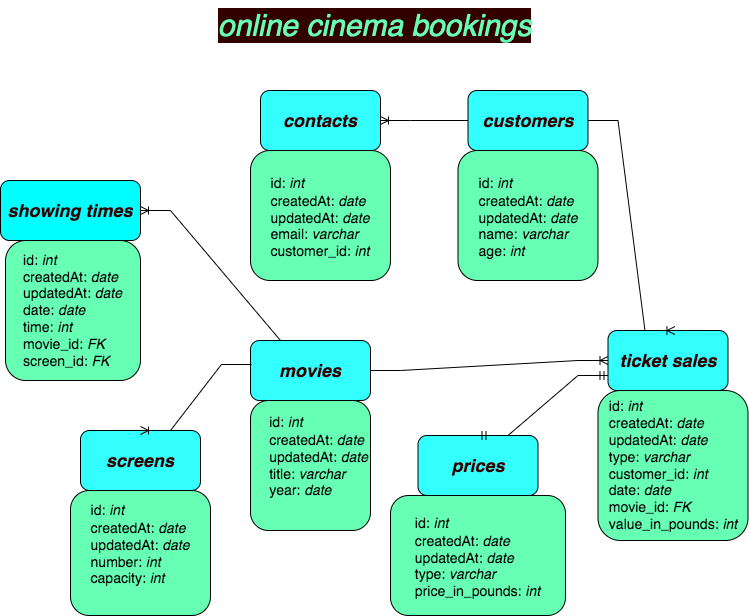 online cinema bookings
contacts
id: int
createdAt: date
updatedAt: date
email: varchar
customer_id: int
customers
id: int
createdAt: date
updatedAt: date
name: varchar
age: int
showing times
id: int
createdAt: date
updatedAt: date
date: date
time: int
movie_id: FK
screen_id: FK
movies
id: int
createdAt: date
updatedAt: date
title: varchar
year: date
ticket sales
id: int
createdAt: date
updatedAt: date
type: varchar
customer_id: int
date: date
movie_id: FK
value_in_pounds: int
screens
id: int
createdAt: date
updatedAt: date
number: int
capacity: int
prices
id: int
createdAt: date
updatedAt: date
type: varchar
price_in_pounds: int